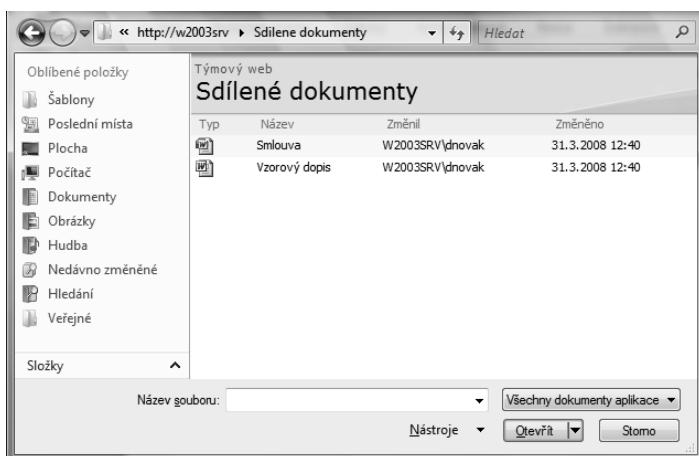 « http://w2003srv ▸ Sdilene dokumenty
Hledat
Oblíbené položky
Šablony
Poslední místa
Plocha
Počítač
Dokumenty
Obrázky
Hudba
Nedávno změněné
Hledání
Veřejné
Složky
Týmový web
Sdílené dokumenty
Typ Název Změnil Změněno
Smlouva W2003SRV\dnovak 31.3.2008 12:40
Vzorový dopis W2003SRV\dnovak 31.3.2008 12:40
Název souboru:
Všechny dokumenty aplikace
Nástroje Otevřít Storno